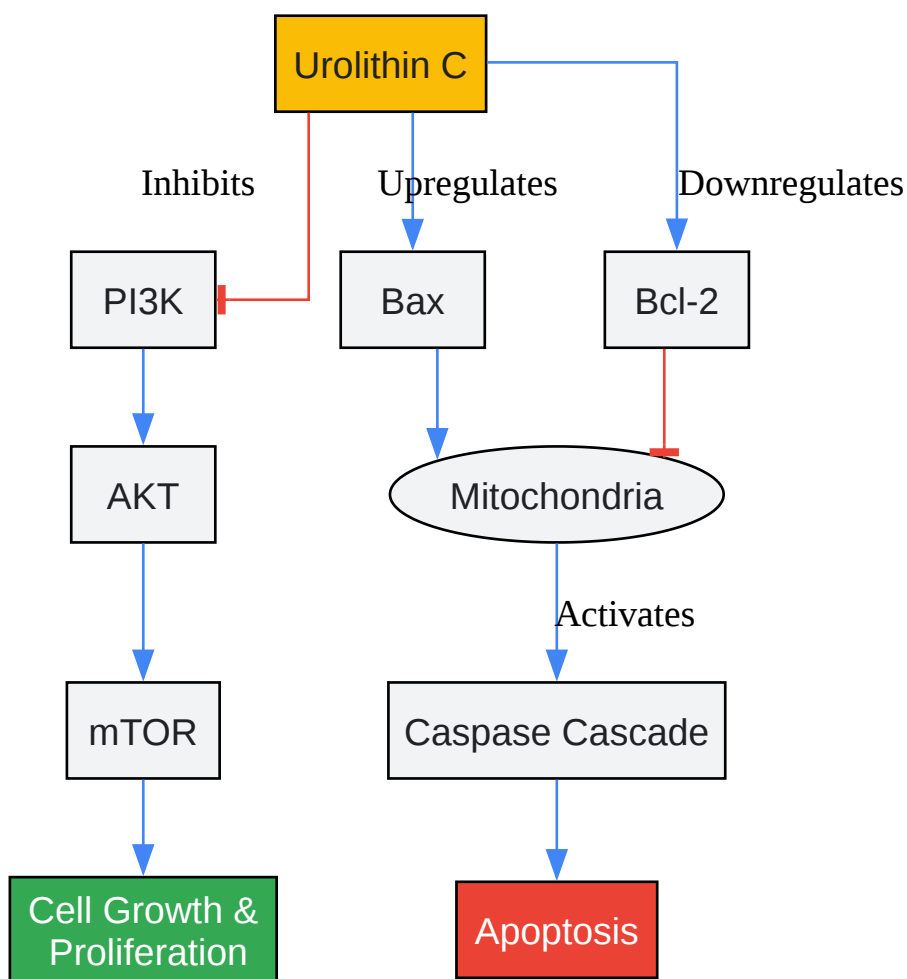 Urolithin C
Inhibits
Upregulates
Downregulates
PI3K
Bax
Bcl-2
AKT
Mitochondria
Activates
mTOR
Caspase Cascade
Cell Growth &
Proliferation
Apoptosis